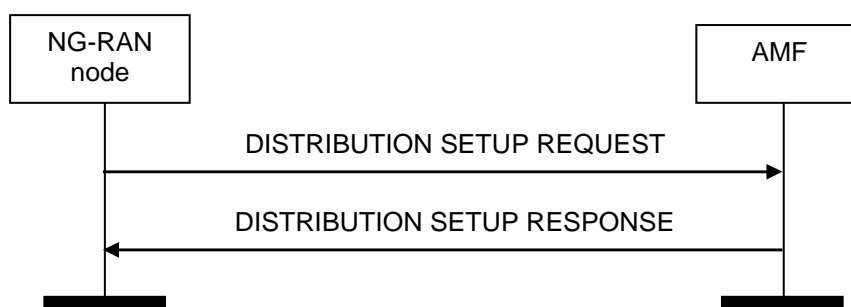 NG-RAN
node
AMF
DISTRIBUTION SETUP REQUEST
DISTRIBUTION SETUP RESPONSE